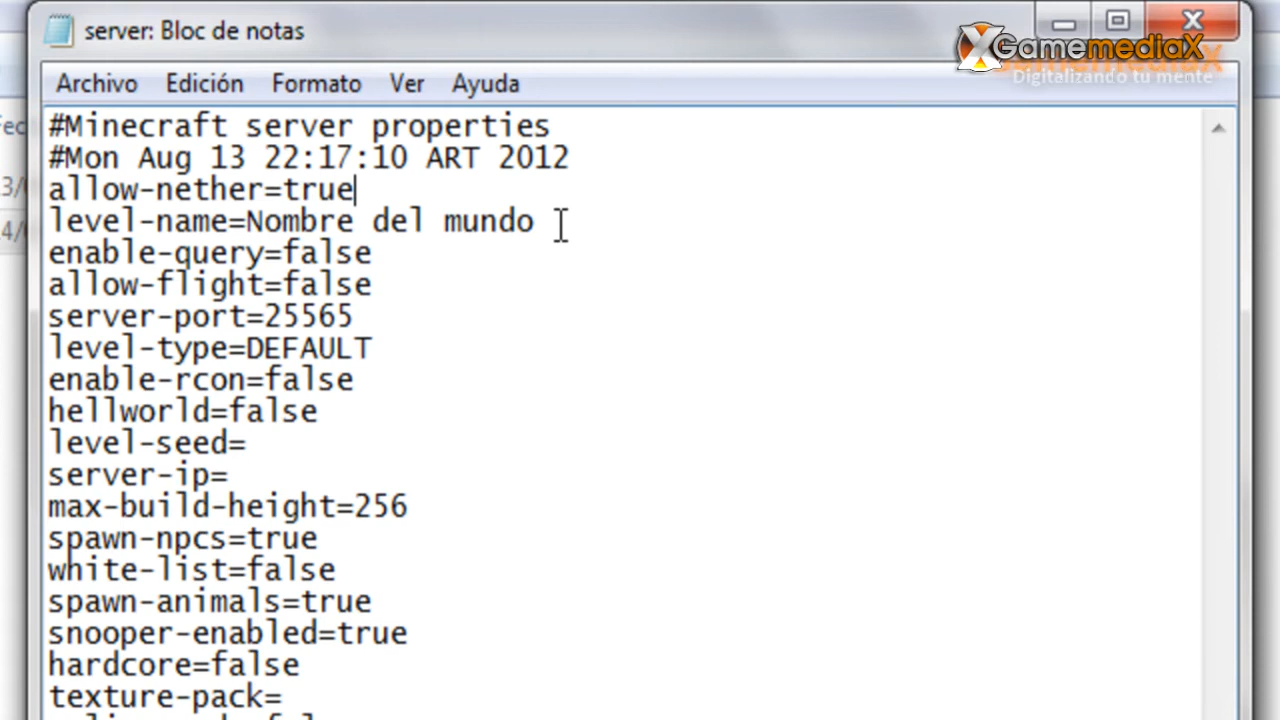 server: Bloc de notas
GamemediaX
Digitalizando tu mente
Archivo Edición Formato Ver Ayuda
#Minecraft server properties
#Mon Aug 13 22:17:10 ART 2012
allow-nether=true
level-name=Nombre del mundo
enable-query=false
allow-flight=false
server-port=25565
level-type=DEFAULT
enable-rcon=false
hellworld=false
level-seed=
server-ip=
max-build-height=256
spawn-npcs=true
white-list=false
spawn-animals=true
snooper-enabled=true
hardcore=false
texture-pack=